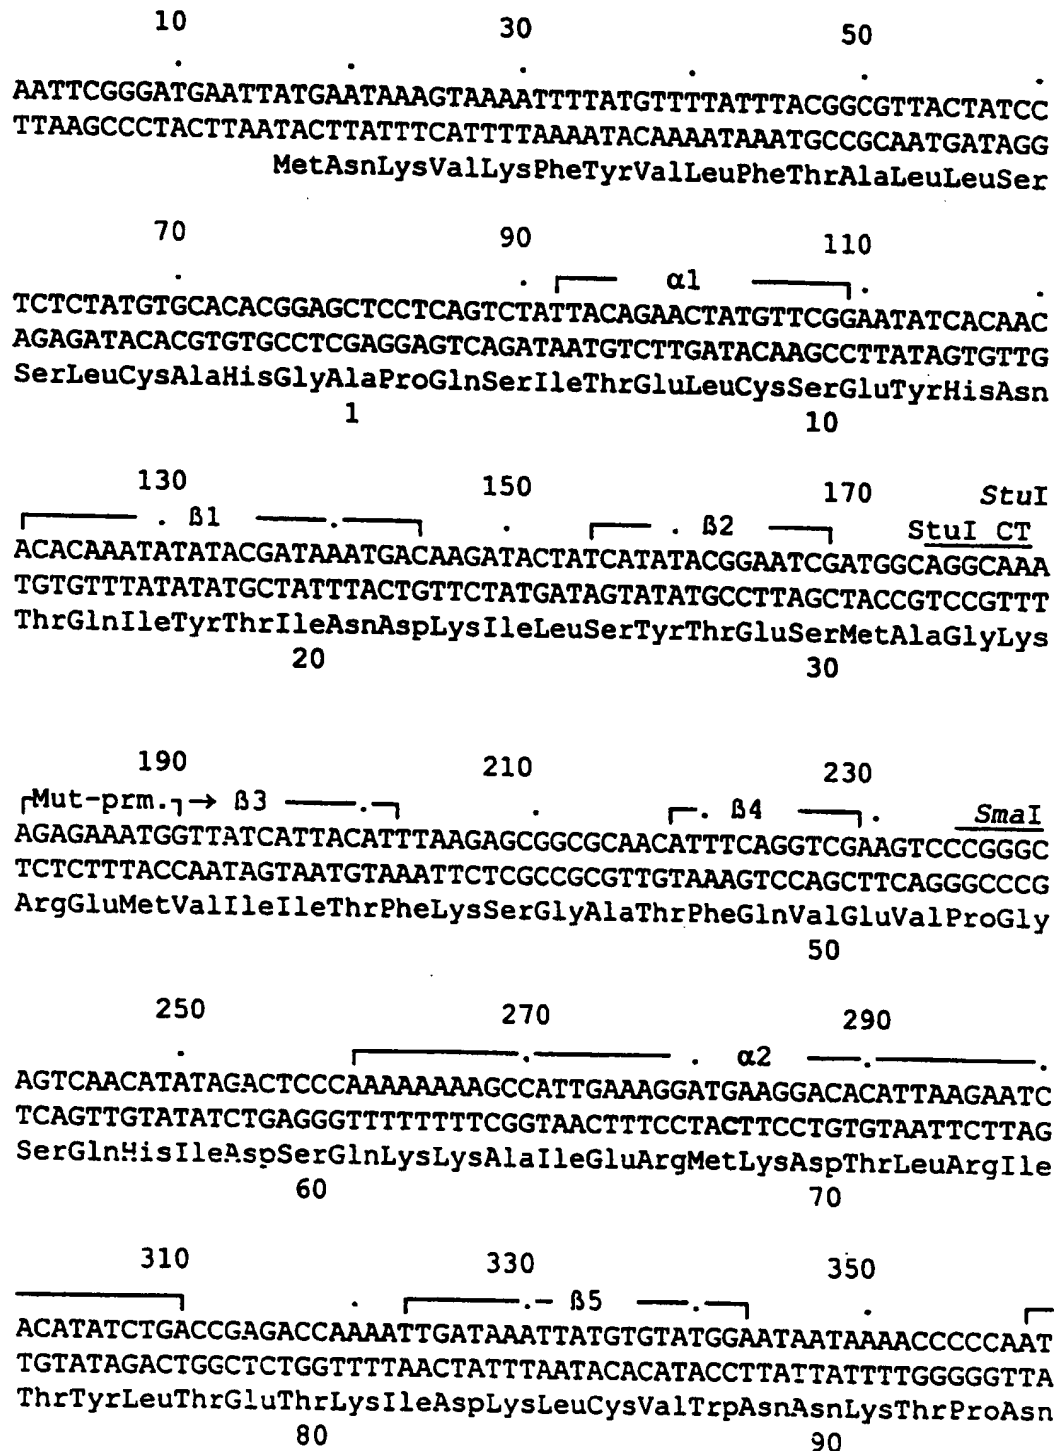 10 30 50
AATTCGGGATGAATTATGAATAAAGTAAAATTTTATGTTTTATTTACGGCGTTACTATCC
TTAAGCCCTACTTAATACTTATTTCATTTTAAAATACAAAATAAATGCCGCAATGATAGG
MetAsnLysValLysPheTyrValLeuPheThrAlaLeuLeuSer
70 90 110
α1
TCTCTATGTGCACACGGAGCTCCTCAGTCTATTACAGAACTATGTTCGGAATATCACAAC
AGAGATACACGTGTGCCTCGAGGAGTCAGATAATGTCTTGATACAAGCCTTATAGTGTTG
SerLeuCysAlaHisGlyAlaProGlnSerIleThrGluLeuCysSerGluTyrHisAsn
1 10
130 150 170 StuI
ß1 ß2 StuI CT
ACACAAATATATACGATAAATGACAAGATACTATCATATACGGAATCGATGGCAGGCAAA
TGTGTTTATATATGCTATTTACTGTTCTATGATAGTATATGCCTTAGCTACCGTCCGTTT
ThrGlnIleTyrThrIleAsnAspLysIleLeuSerTyrThrGluSerMetAlaGlyLys
20 30
190 210 230
Mut-prm. → ß3 ß4 SmaI
AGAGAAATGGTTATCATTACATTTAAGAGCGGCGCAACATTTCAGGTCGAAGTCCCGGGC
TCTCTTTACCAATAGTAATGTAAATTCTCGCCGCGTTGTAAAGTCCAGCTTCAGGGCCCG
ArgGluMetValIleIleThrPheLysSerGlyAlaThrPheGlnValGluValProGly
50
250 270 290
α2
AGTCAACATATAGACTCCCAAAAAAAAGCCATTGAAAGGATGAAGGACACATTAAGAATC
TCAGTTGTATATCTGAGGGTTTTTTTTCGGTAACTTTCCTACTTCCTGTGTAATTCTTAG
SerGlnHisIleAspSerGlnLysLysAlaIleGluArgMetLysAspThrLeuArgIle
60 70
310 330 350
ß5
ACATATCTGACCGAGACCAAAATTGATAAATTATGTGTATGGAATAATAAAACCCCCAAT
TGTATAGACTGGCTCTGGTTTTAACTATTTAATACACATACCTTATTATTTTGGGGGTTA
ThrTyrLeuThrGluThrLysIleAspLysLeuCysValTrpAsnAsnLysThrProAsn
80 90